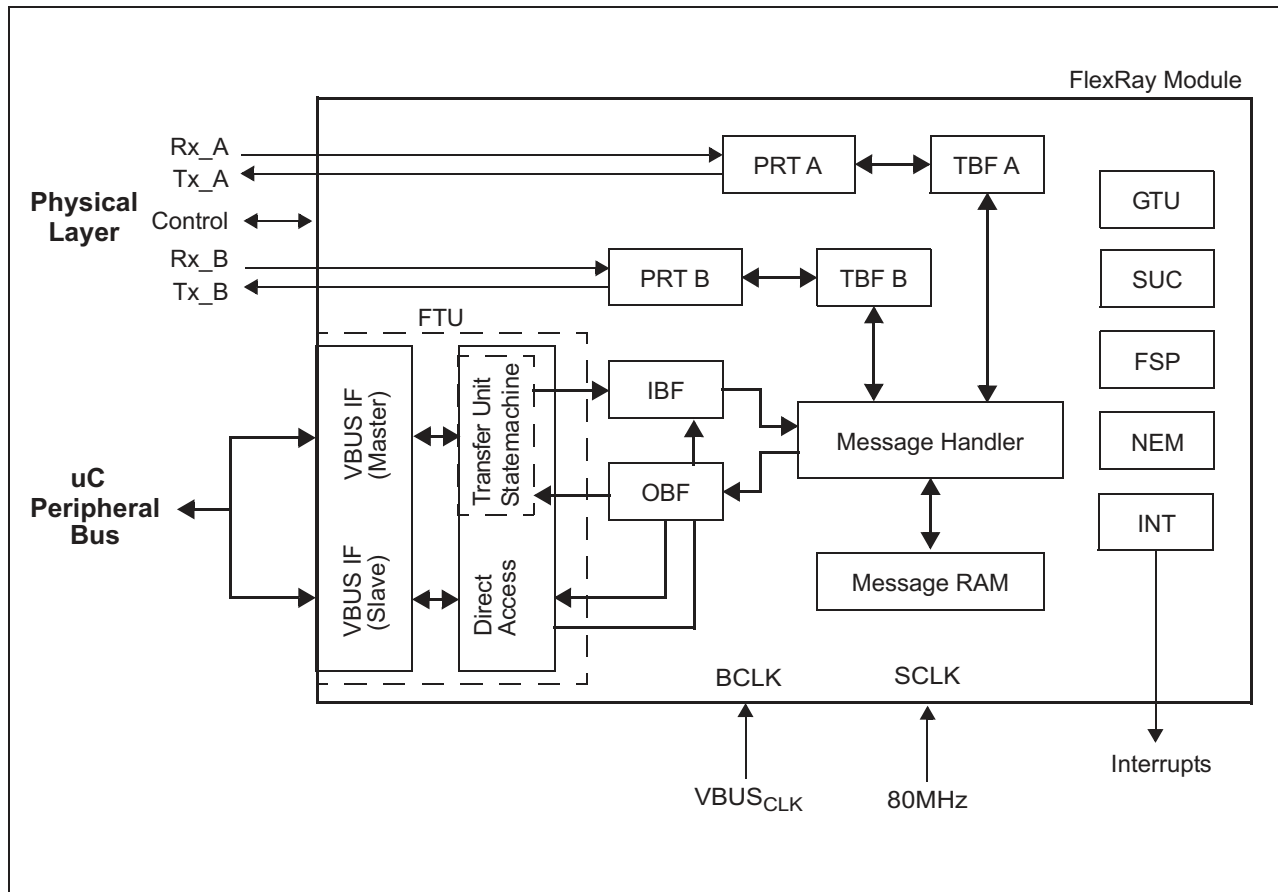 FlexRay Module
Rx_A
Tx_A
Physical
Layer
Control
Rx_B
Tx_B
PRT A
TBF A
GTU
PRT B
TBF B
SUC
FTU
VBUS IF
(Master)
Transfer Unit
Statemachine
IBF
FSP
Message Handler
NEM
uC
Peripheral
Bus
OBF
INT
VBUS IF
(Slave)
Direct
Access
Message RAM
BCLK
SCLK
Interrupts
VBUSCLK
80MHz